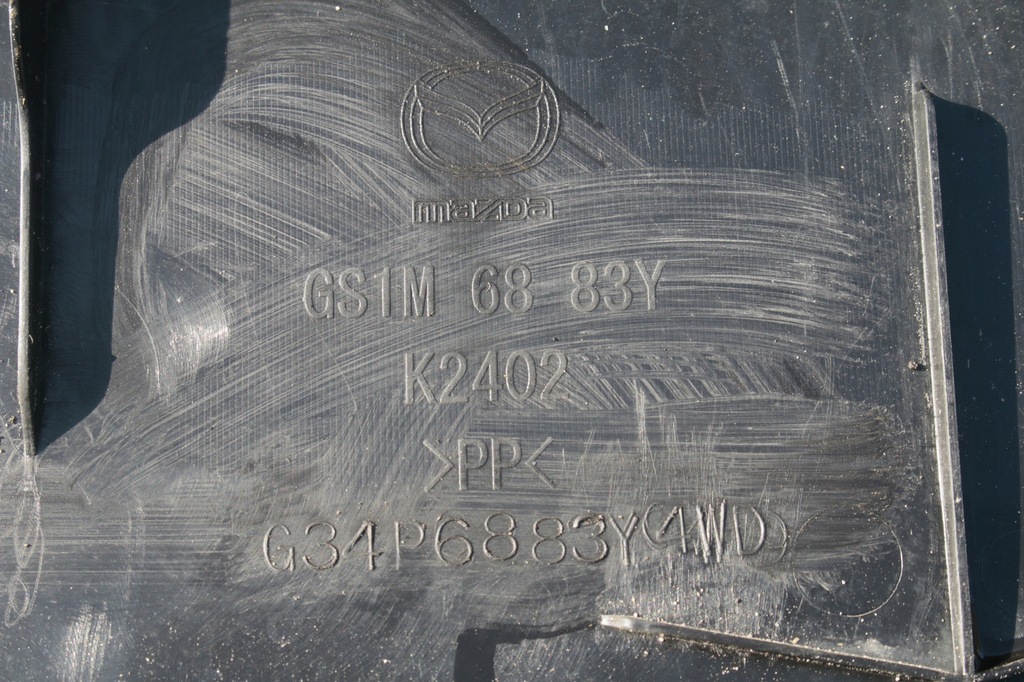 mazda
GS1M 68 83Y
K2402
>PP<
G34P6883Y(4WD)